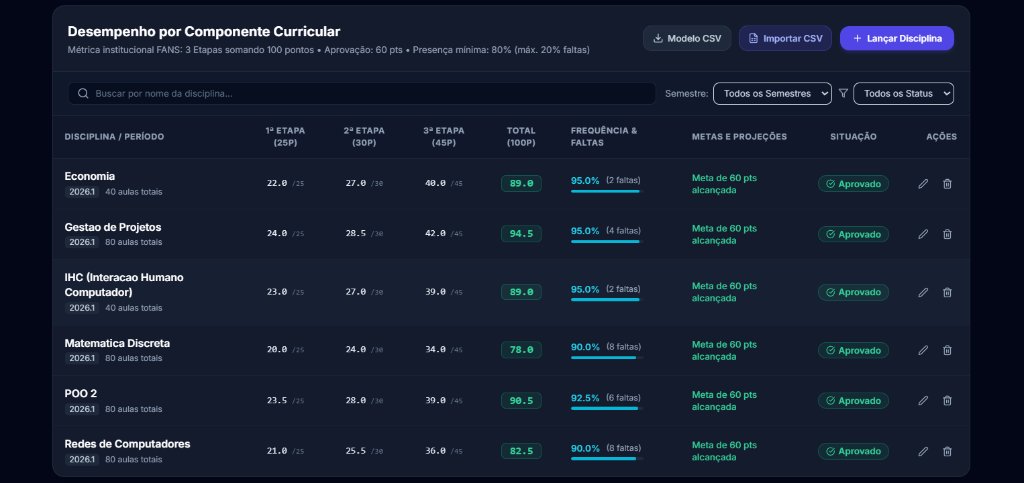 Desempenho por Componente Curricular
Métrica institucional FANS: 3 Etapas somando 100 pontos • Aprovação: 60 pts • Presença mínima: 80% (máx. 20% faltas)
Modelo CSV
Importar CSV
+ Lançar Disciplina
Buscar por nome da disciplina...
Semestre:
Todos os Semestres
Todos os Status
DISCIPLINA / PERÍODO 1ª ETAPA (25P) 2ª ETAPA (30P) 3ª ETAPA (45P) TOTAL (100P) FREQUÊNCIA & FALTAS METAS E PROJEÇÕES SITUAÇÃO AÇÕES
Economia
2026.1 40 aulas totais
22.0 /25 27.0 /30 40.0 /45 89.0 95.0% (2 faltas)
Meta de 60 pts
alcançada
Aprovado
Gestao de Projetos
2026.1 80 aulas totais
24.0 /25 28.5 /30 42.0 /45 94.5 95.0% (4 faltas)
Meta de 60 pts
alcançada
Aprovado
IHC (Interacao Humano
Computador)
2026.1 40 aulas totais
23.0 /25 27.0 /30 39.0 /45 89.0 95.0% (2 faltas)
Meta de 60 pts
alcançada
Aprovado
Matematica Discreta
2026.1 80 aulas totais
20.0 /25 24.0 /30 34.0 /45 78.0 90.0% (8 faltas)
Meta de 60 pts
alcançada
Aprovado
POO 2
2026.1 80 aulas totais
23.5 /25 28.0 /30 39.0 /45 90.5 92.5% (6 faltas)
Meta de 60 pts
alcançada
Aprovado
Redes de Computadores
2026.1 80 aulas totais
21.0 /25 25.5 /30 36.0 /45 82.5 90.0% (8 faltas)
Meta de 60 pts
alcançada
Aprovado